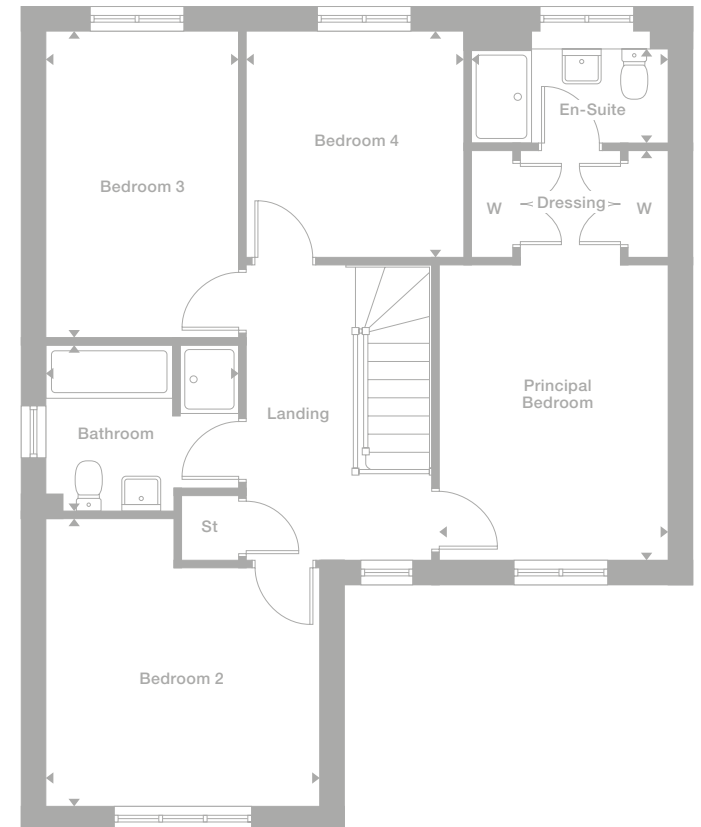 En-Suite
Bedroom 4
Bedroom 3
W
Dressing
W
Principal
Bedroom
Landing
Bathroom
St
Bedroom 2